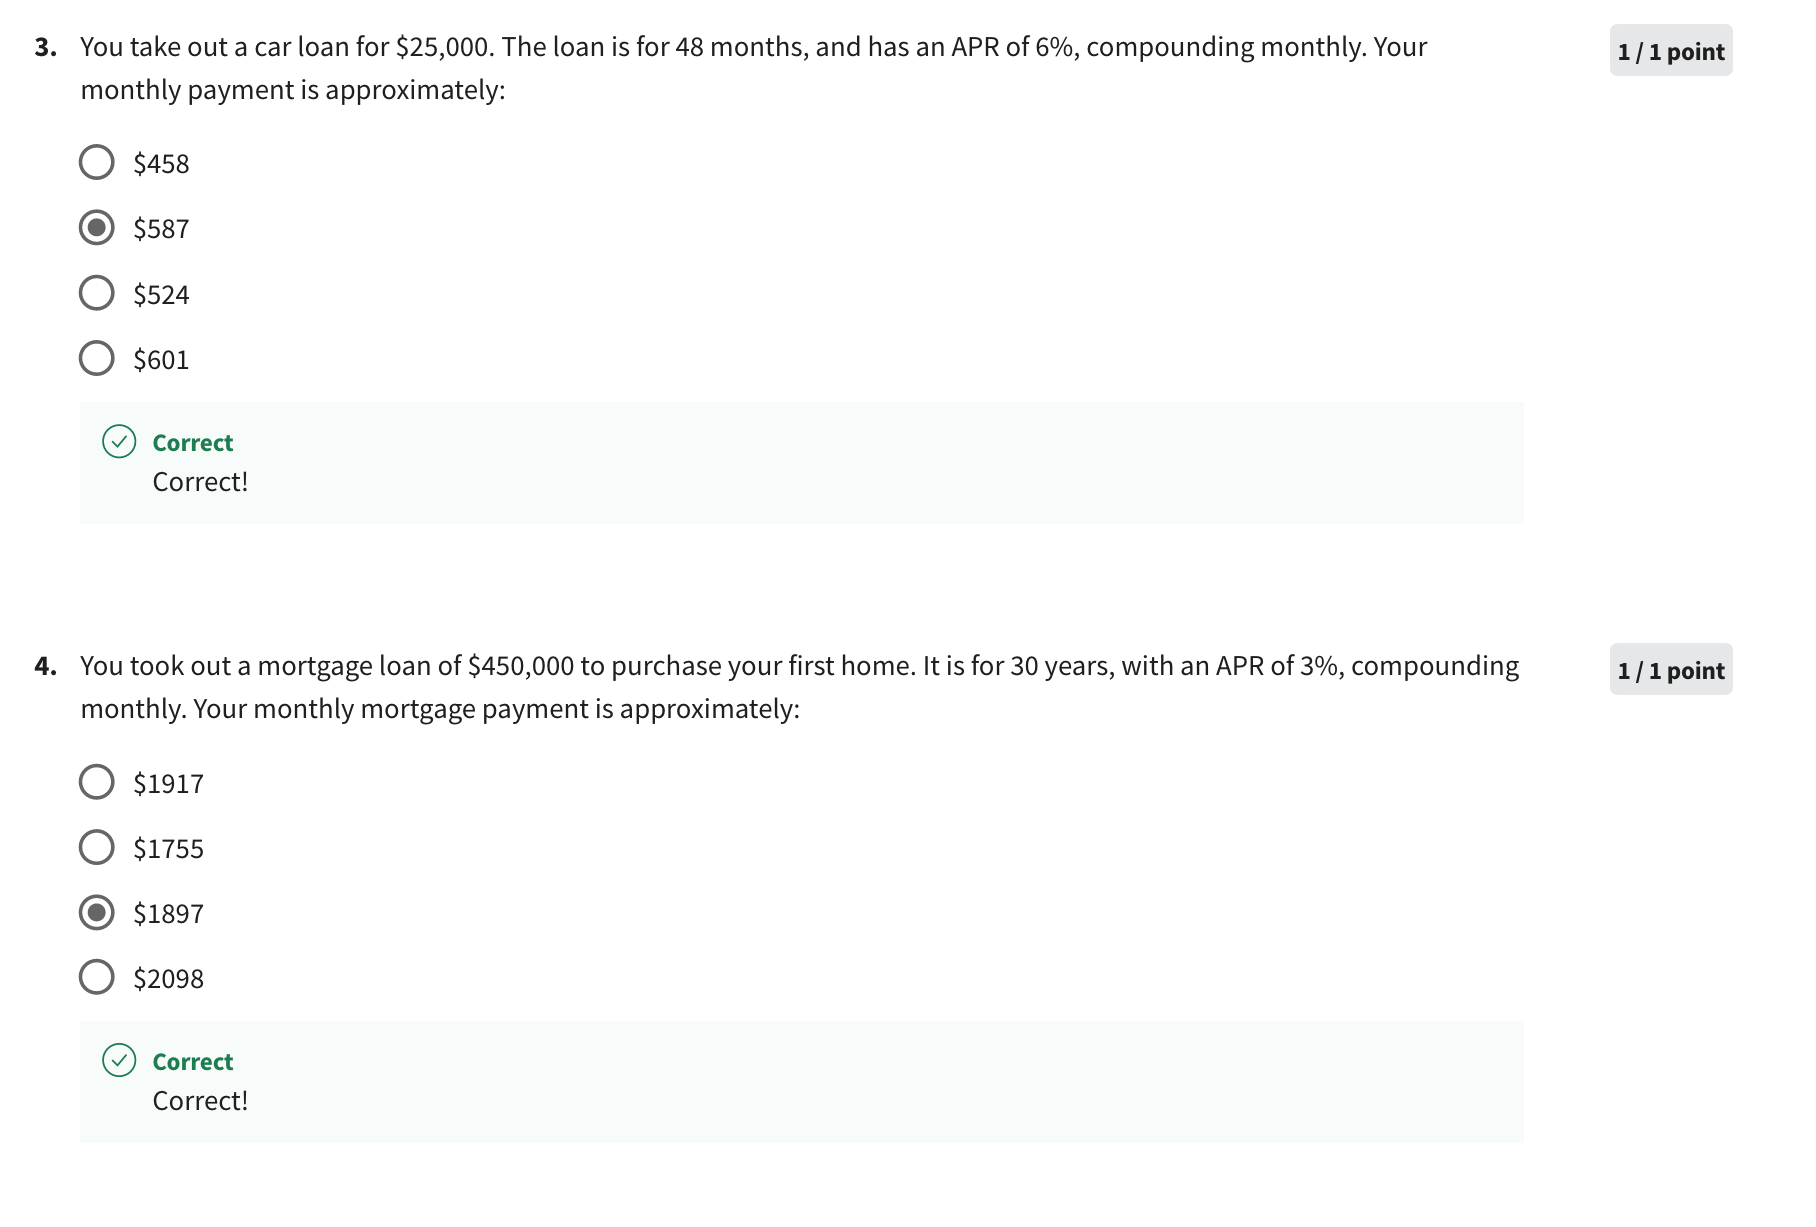 3. You take out a car loan for $25,000. The loan is for 48 months, and has an APR of 6%, compounding monthly. Your
monthly payment is approximately:
1 / 1 point
$458
$587
$524
$601
Correct
Correct!
4. You took out a mortgage loan of $450,000 to purchase your first home. It is for 30 years, with an APR of 3%, compounding
monthly. Your monthly mortgage payment is approximately:
1 / 1 point
$1917
$1755
$1897
$2098
Correct
Correct!